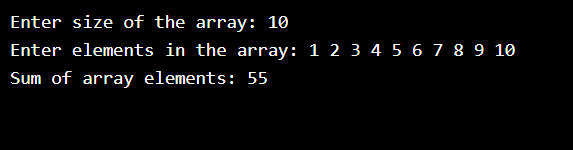 Enter size of the array: 10
Enter elements in the array: 1 2 3 4 5 6 7 8 9 10
Sum of array elements: 55